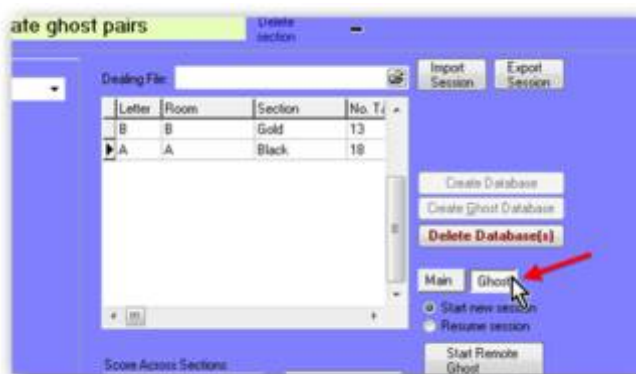 ate ghost pairs
Delete
section
Dealing File:
Import
Session
Export
Session
Letter Room Section No. T
B B Gold 13
A A Black 18
Create Database
Create Ghost Database
Delete Database(s)
Main Ghost
Start new session
Resume session
Start Remote
Ghost
Score Across Sections